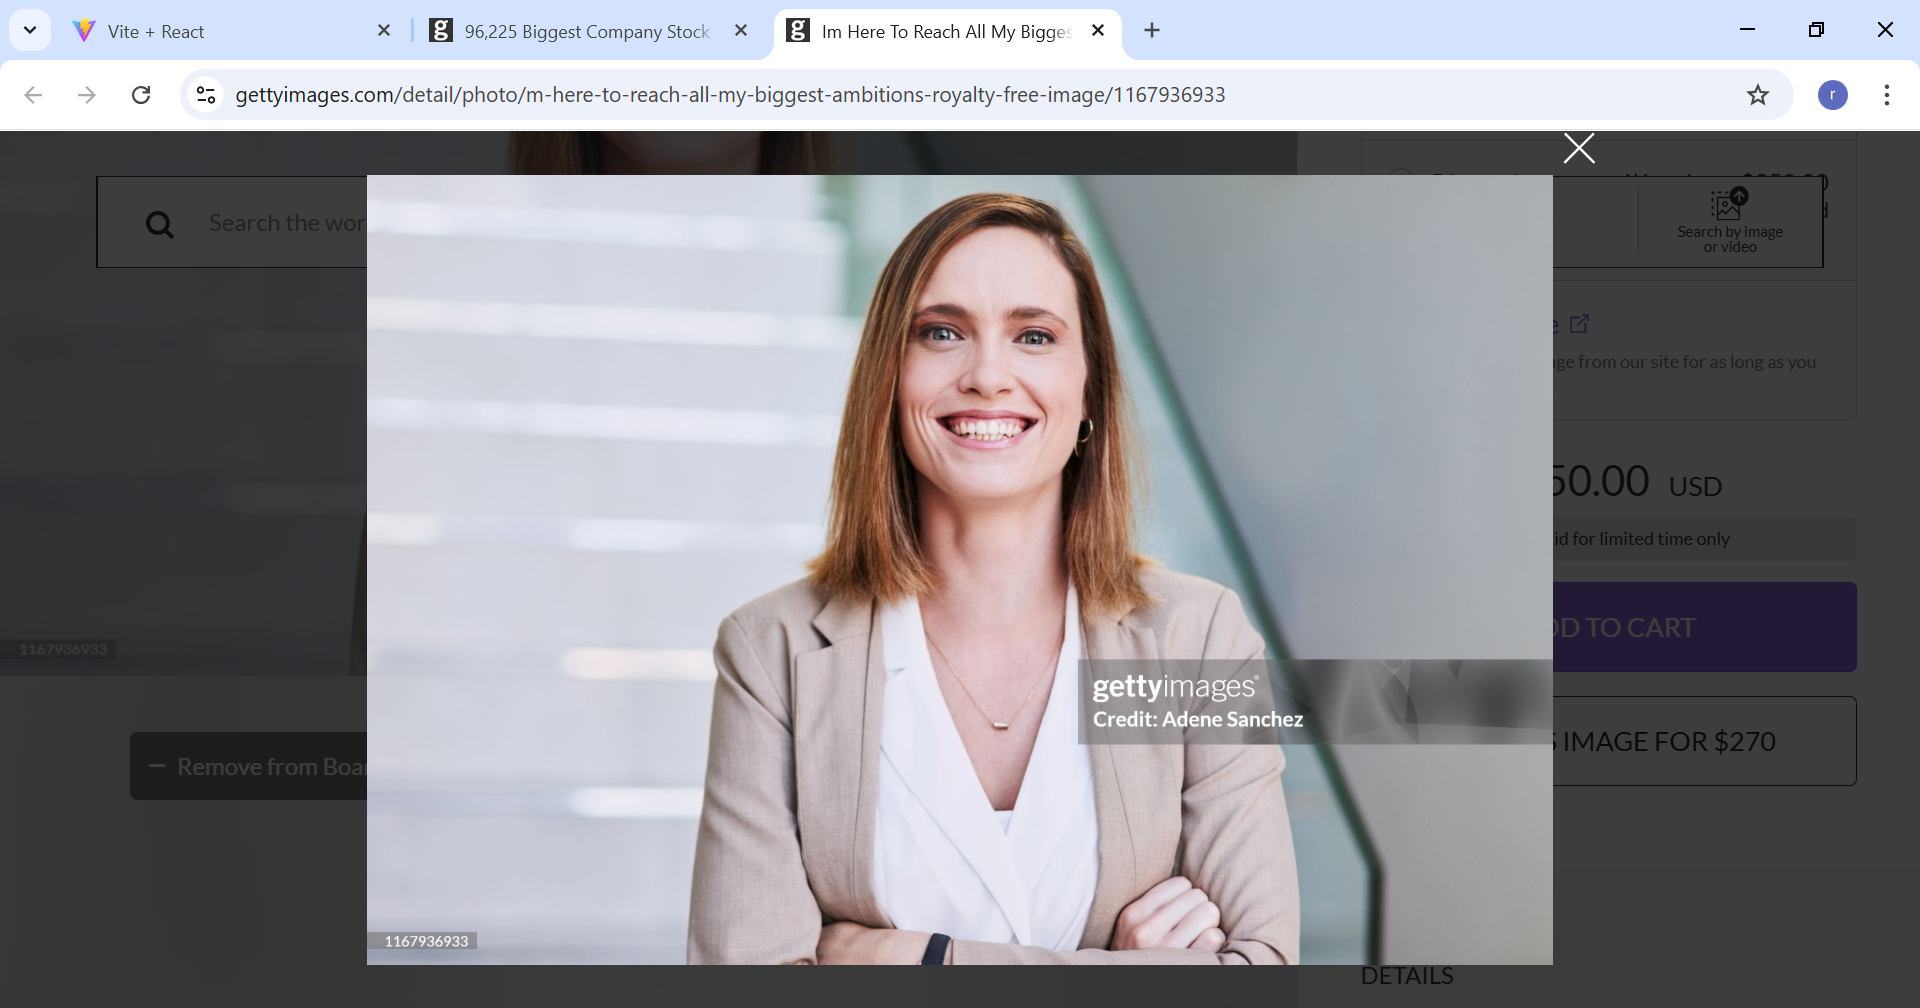 Vite + React
96,225 Biggest Company Stock
Im Here To Reach All My Bigges
gettyimages.com/detail/photo/m-here-to-reach-all-my-biggest-ambitions-royalty-free-image/1167936933
r
Search the wor
Search by image
or video
ge from our site for as long as you
50.00 USD
id for limited time only
DD TO CART
1167936933
gettyimages
Credit: Adene Sanchez
IMAGE FOR $270
Remove from Boar
1167936933
DETAILS